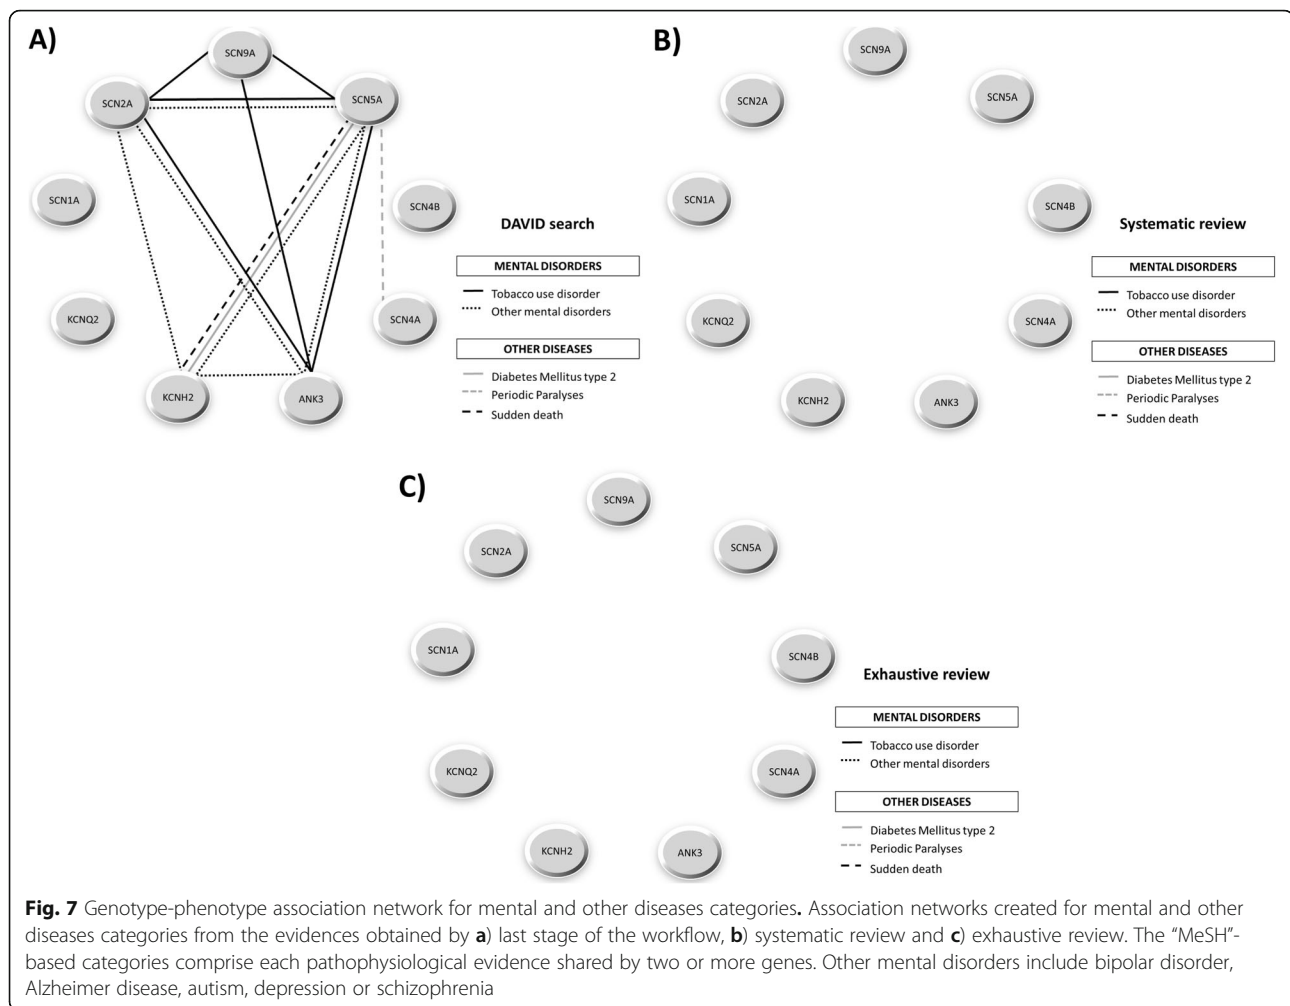 A)
SCN9A
SCN2A
SCN5A
SCN1A
SCN4B
KCNQ2
SCN4A
KCNH2
ANK3
DAVID search
MENTAL DISORDERS
Tobacco use disorder
Other mental disorders
OTHER DISEASES
Diabetes Mellitus type 2
Periodic Paralyses
Sudden death
B)
SCN9A
SCN2A
SCN5A
SCN1A
SCN4B
KCNQ2
SCN4A
KCNH2
ANK3
Systematic review
MENTAL DISORDERS
Tobacco use disorder
Other mental disorders
OTHER DISEASES
Diabetes Mellitus type 2
Periodic Paralyses
Sudden death
C)
SCN9A
SCN2A
SCN5A
SCN1A
SCN4B
KCNQ2
SCN4A
KCNH2
ANK3
Exhaustive review
MENTAL DISORDERS
Tobacco use disorder
Other mental disorders
OTHER DISEASES
Diabetes Mellitus type 2
Periodic Paralyses
Sudden death
Fig. 7 Genotype-phenotype association network for mental and other diseases categories. Association networks created for mental and other
diseases categories from the evidences obtained by a) last stage of the workflow, b) systematic review and c) exhaustive review. The “MeSH”-
based categories comprise each pathophysiological evidence shared by two or more genes. Other mental disorders include bipolar disorder,
Alzheimer disease, autism, depression or schizophrenia